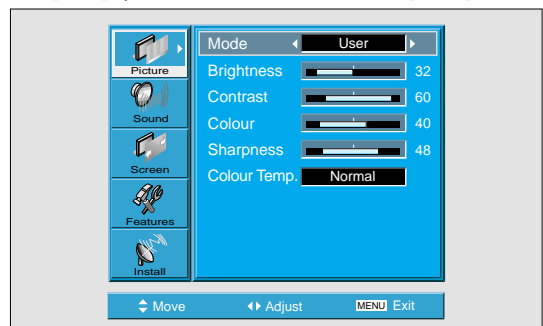 Picture
Sound
Screen
Features
Install
Mode User
Brightness 32
Contrast 60
Colour 40
Sharpness 48
Colour Temp. Normal
Move Adjust MENU Exit